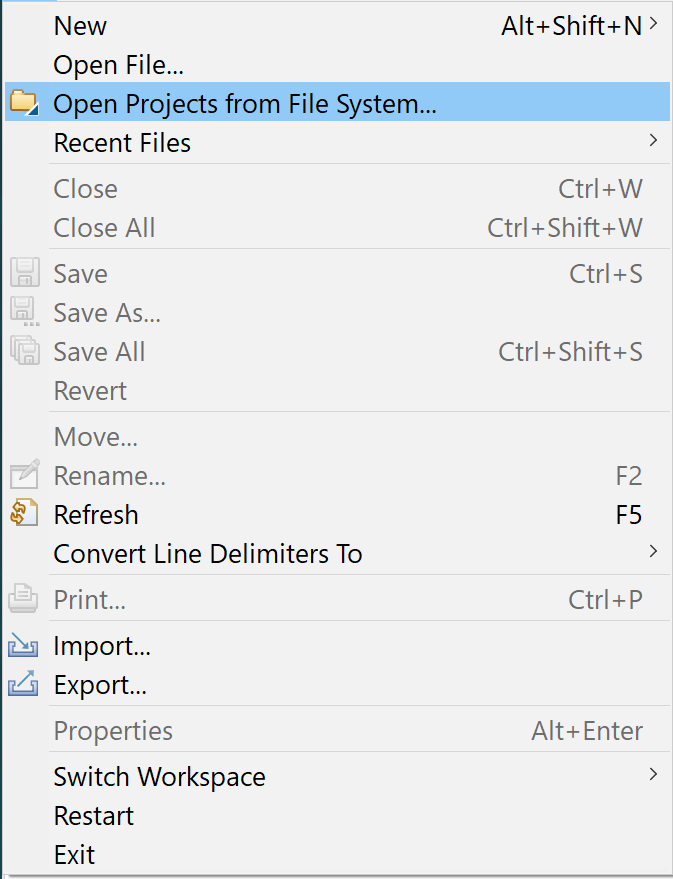 New Alt+Shift+N
Open File...
Open Projects from File System...
Recent Files
Close Ctrl+W
Close All Ctrl+Shift+W
Save Ctrl+S
Save As...
Save All Ctrl+Shift+S
Revert
Move...
Rename... F2
Refresh F5
Convert Line Delimiters To
Print... Ctrl+P
Import...
Export...
Properties Alt+Enter
Switch Workspace
Restart
Exit